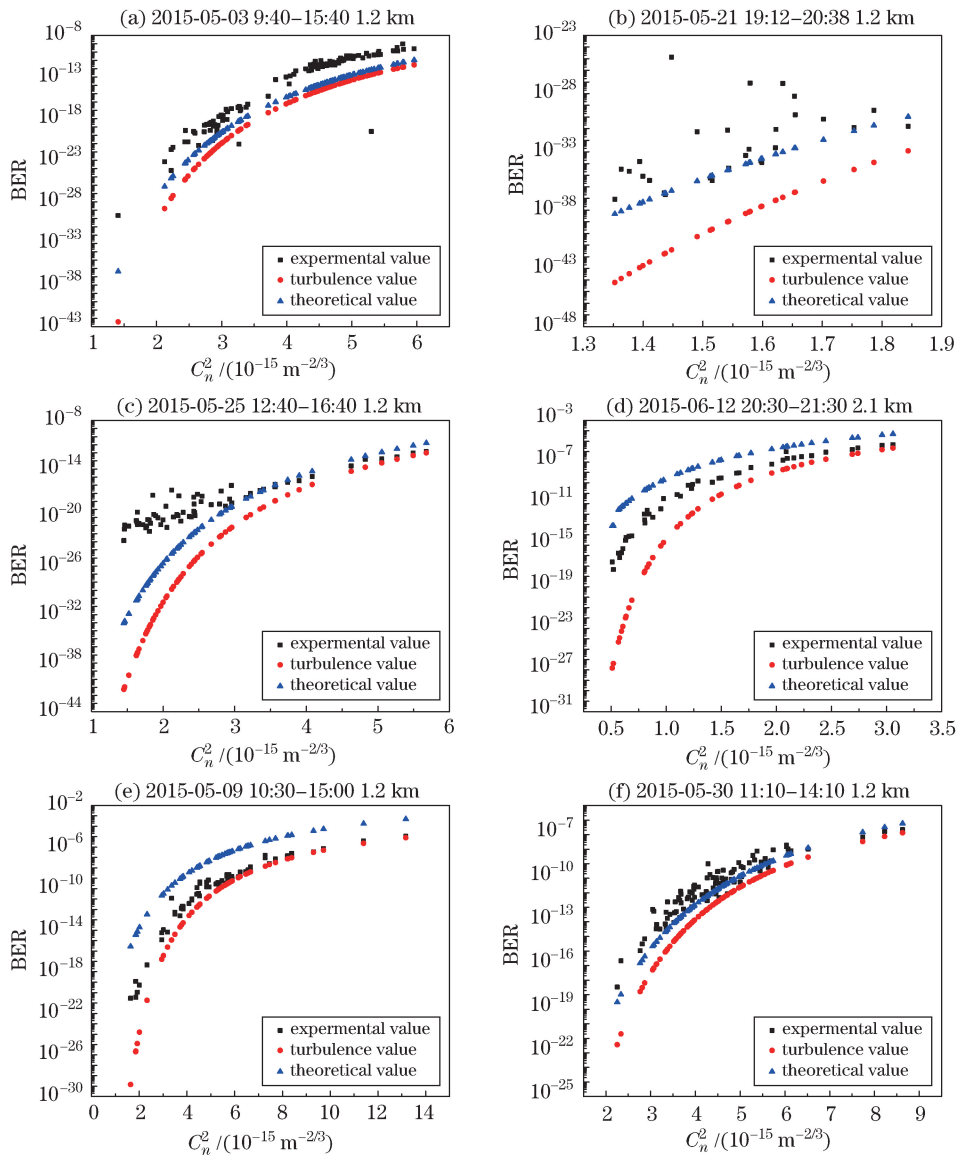 (a) 2015-05-03 9:40−15:40 1.2 km
10⁻⁸
10⁻¹³
10⁻¹⁸
10⁻²³
10⁻²⁸
10⁻³³
10⁻³⁸
10⁻⁴³
BER
expermental value
turbulence value
theoretical value
1 2 3 4 5 6
C_n^2 /(10⁻¹⁵ m⁻²/³)
(b) 2015-05-21 19:12−20:38 1.2 km
10⁻²³
10⁻²⁸
10⁻³³
10⁻³⁸
10⁻⁴³
10⁻⁴⁸
BER
expermental value
turbulence value
theoretical value
1.3 1.4 1.5 1.6 1.7 1.8 1.9
C_n^2 /(10⁻¹⁵ m⁻²/³)
(c) 2015-05-25 12:40−16:40 1.2 km
10⁻⁸
10⁻¹⁴
10⁻²⁰
10⁻²⁶
10⁻³²
10⁻³⁸
10⁻⁴⁴
BER
expermental value
turbulence value
theoretical value
1 2 3 4 5 6
C_n^2 /(10⁻¹⁵ m⁻²/³)
(d) 2015-06-12 20:30−21:30 2.1 km
10⁻³
10⁻⁷
10⁻¹¹
10⁻¹⁵
10⁻¹⁹
10⁻²³
10⁻²⁷
10⁻³¹
BER
expermental value
turbulence value
theoretical value
0.5 1.0 1.5 2.0 2.5 3.0 3.5
C_n^2 /(10⁻¹⁵ m⁻²/³)
(e) 2015-05-09 10:30−15:00 1.2 km
10⁻²
10⁻⁶
10⁻¹⁰
10⁻¹⁴
10⁻¹⁸
10⁻²²
10⁻²⁶
10⁻³⁰
BER
expermental value
turbulence value
theoretical value
0 2 4 6 8 10 12 14
C_n^2 /(10⁻¹⁵ m⁻²/³)
(f) 2015-05-30 11:10−14:10 1.2 km
10⁻⁷
10⁻¹⁰
10⁻¹³
10⁻¹⁶
10⁻¹⁹
10⁻²²
10⁻²⁵
BER
expermental value
turbulence value
theoretical value
2 3 4 5 6 7 8 9
C_n^2 /(10⁻¹⁵ m⁻²/³)